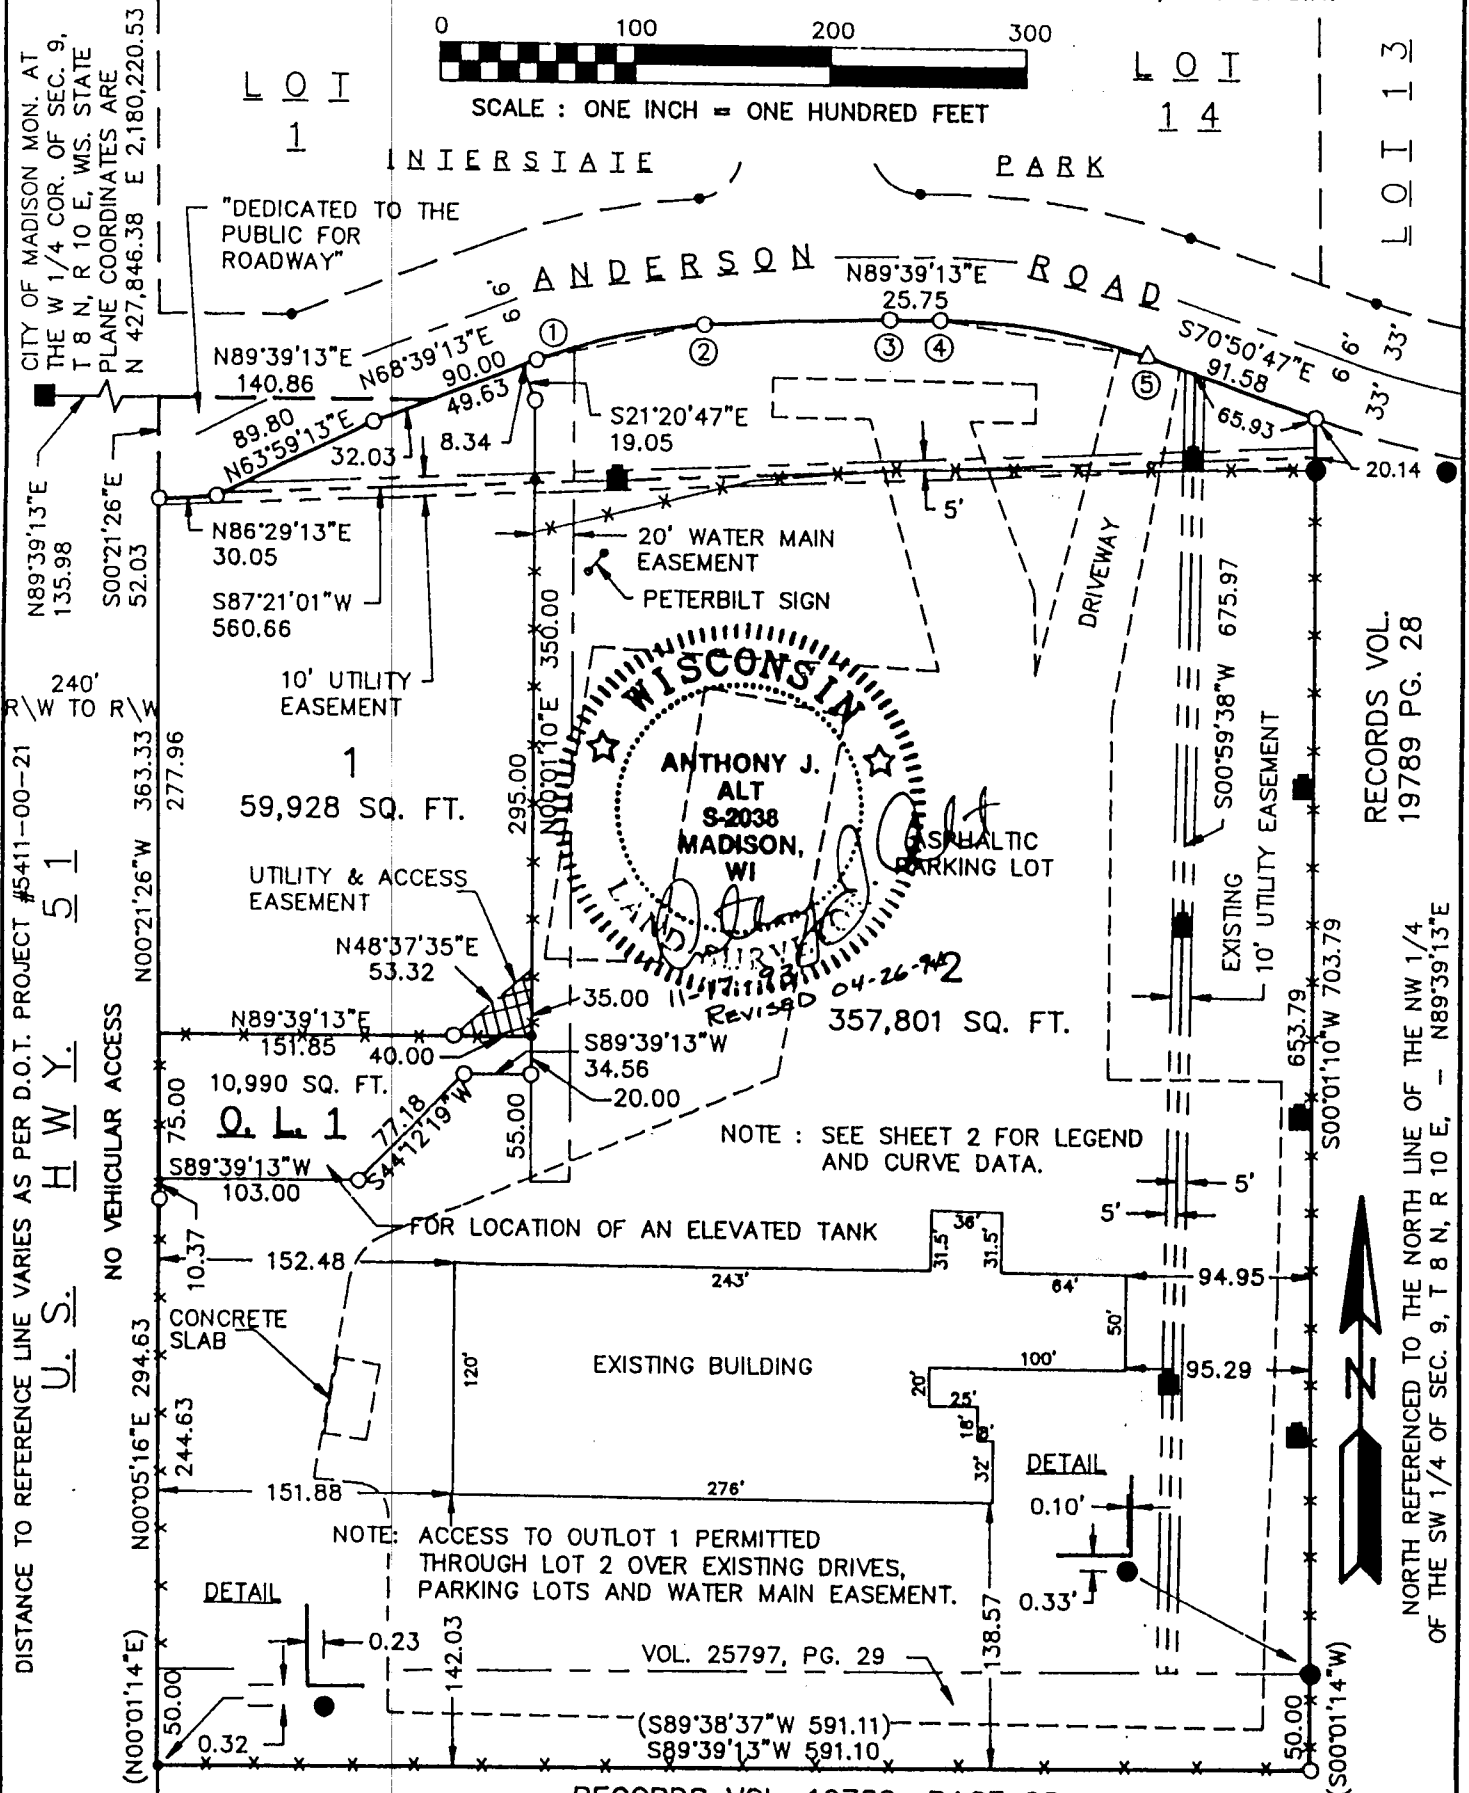 0 100 200 300
SCALE : ONE INCH = ONE HUNDRED FEET
CITY OF MADISON MON. AT
THE W 1/4 COR. OF SEC. 9,
T 8 N, R 10 E, WIS. STATE
PLANE COORDINATES ARE
N 427,846.38 E 2,180,220.53
LOT
1
LOT
14
LOT 13
INTERSTATE PARK
"DEDICATED TO THE
PUBLIC FOR
ROADWAY"
ANDERSON ROAD
N89°39'13"E
25.75
66'
S70°50'47"E
91.58
66'
33'
33'
N89°39'13"E
140.86
N68°39'13"E
90.00
49.63
1
2
3
4
5
89.80
N63°59'13"E
32.03
8.34
S21°20'47"E
19.05
65.93
20.14
N89°39'13"E
135.98
S00°21'26"E
52.03
N86°29'13"E
30.05
S87°21'01"W
560.66
5'
20' WATER MAIN
EASEMENT
PETERBILT SIGN
DRIVEWAY
10' UTILITY
EASEMENT
240'
R\W TO R\W
N00°21'26"W 363.33
277.96
1
59,928 SQ. FT.
295.00
N00°01'10"E 350.00
WISCONSIN
ANTHONY J.
ALT
S-2038
MADISON,
WI
LAND SURVEYOR
REVISED 04-26-94
ASPHALTIC
PARKING LOT
S00°59'38"W 675.97
EXISTING
10' UTILITY EASEMENT
RECORDS VOL.
19789 PG. 28
UTILITY & ACCESS
EASEMENT
N48°37'35"E
53.32
35.00
2
357,801 SQ. FT.
N89°39'13"E
151.85
40.00
S89°39'13"W
34.56
20.00
10,990 SQ. FT.
O. L. 1
75.00
77.18
S44°12'19"W
55.00
S89°39'13"W
103.00
NOTE : SEE SHEET 2 FOR LEGEND
AND CURVE DATA.
653.79
S00°01'10"W 703.79
5'
5'
FOR LOCATION OF AN ELEVATED TANK
10.37
152.48
243'
31.5'
36'
31.5'
64'
94.95
50'
CONCRETE
SLAB
120'
EXISTING BUILDING
100'
95.29
20'
25'
18'
8'
32'
N00°05'16"E 294.63
244.63
151.88
276'
DETAIL
0.10'
0.33'
NOTE: ACCESS TO OUTLOT 1 PERMITTED
THROUGH LOT 2 OVER EXISTING DRIVES,
PARKING LOTS AND WATER MAIN EASEMENT.
DETAIL
0.23
0.32
142.03
138.57
VOL. 25797, PG. 29
(N00°01'14"E)
50.00
(S89°38'37"W 591.11)
S89°39'13"W 591.10
50.00
(S00°01'14"W)
DISTANCE TO REFERENCE LINE VARIES AS PER D.O.T. PROJECT #5411-00-21
U. S. HWY. 51
NO VEHICULAR ACCESS
N
NORTH REFERENCED TO THE NORTH LINE OF THE NW 1/4
OF THE SW 1/4 OF SEC. 9, T 8 N, R 10 E, - N89°39'13"E